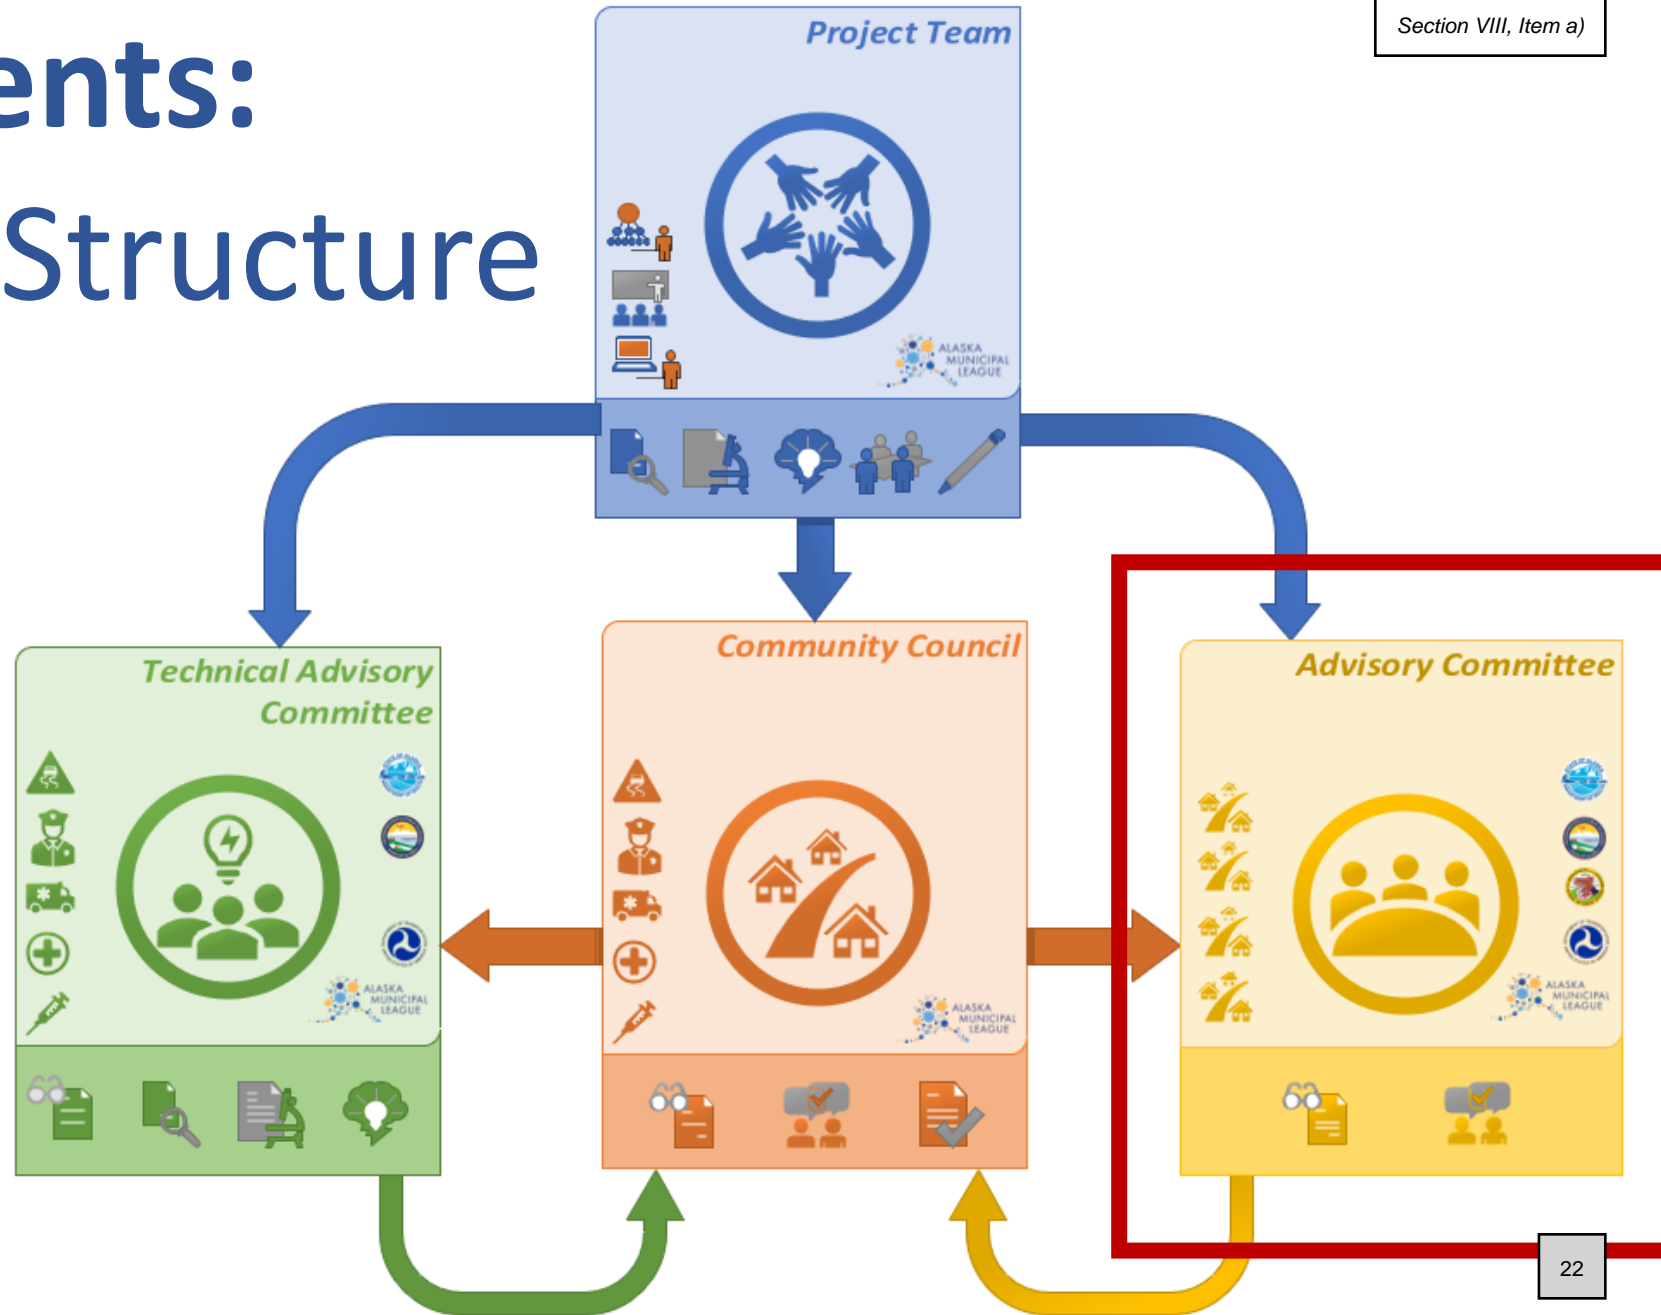 Section VIII, Item a)
ents:
Structure
Project Team
ALASKA
MUNICIPAL
LEAGUE
Technical Advisory
Committee
ALASKA
MUNICIPAL
LEAGUE
Community Council
ALASKA
MUNICIPAL
LEAGUE
Advisory Committee
ALASKA
MUNICIPAL
LEAGUE
22